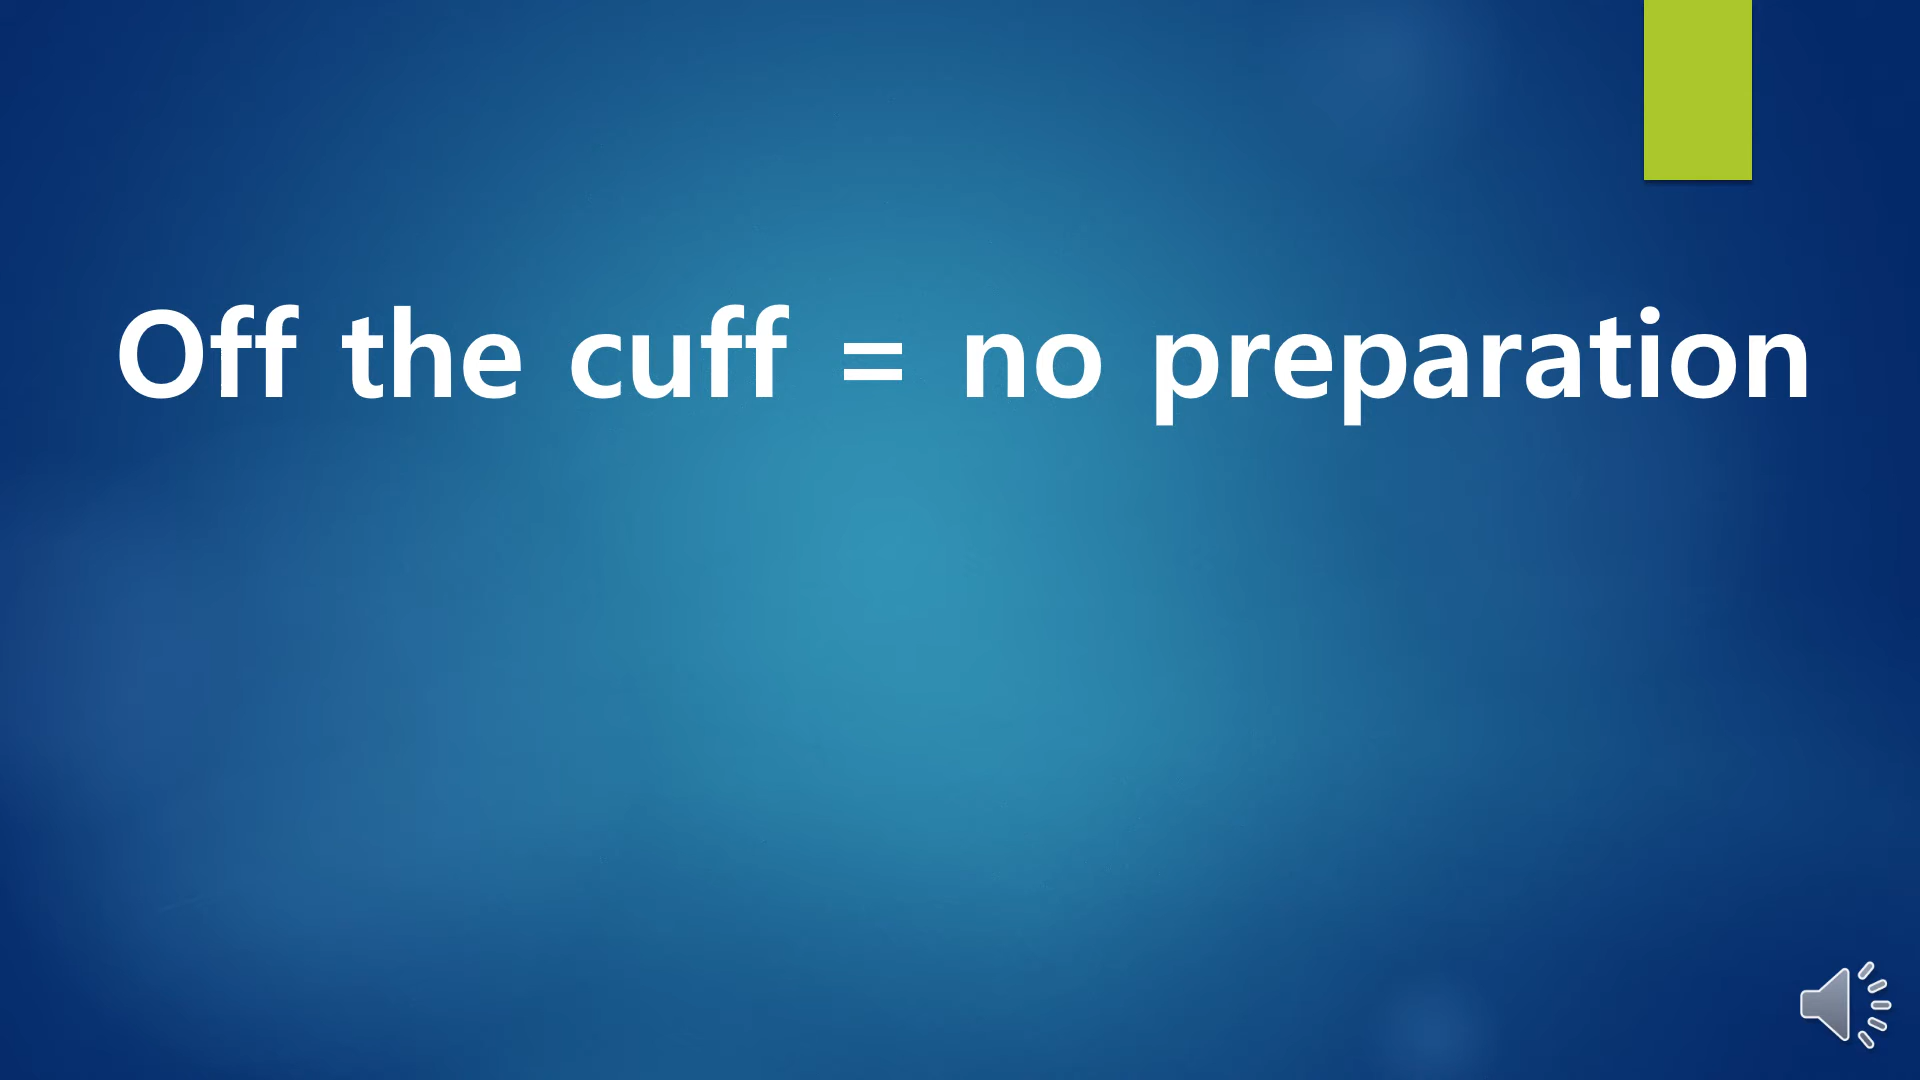 Off the cuff = no preparation